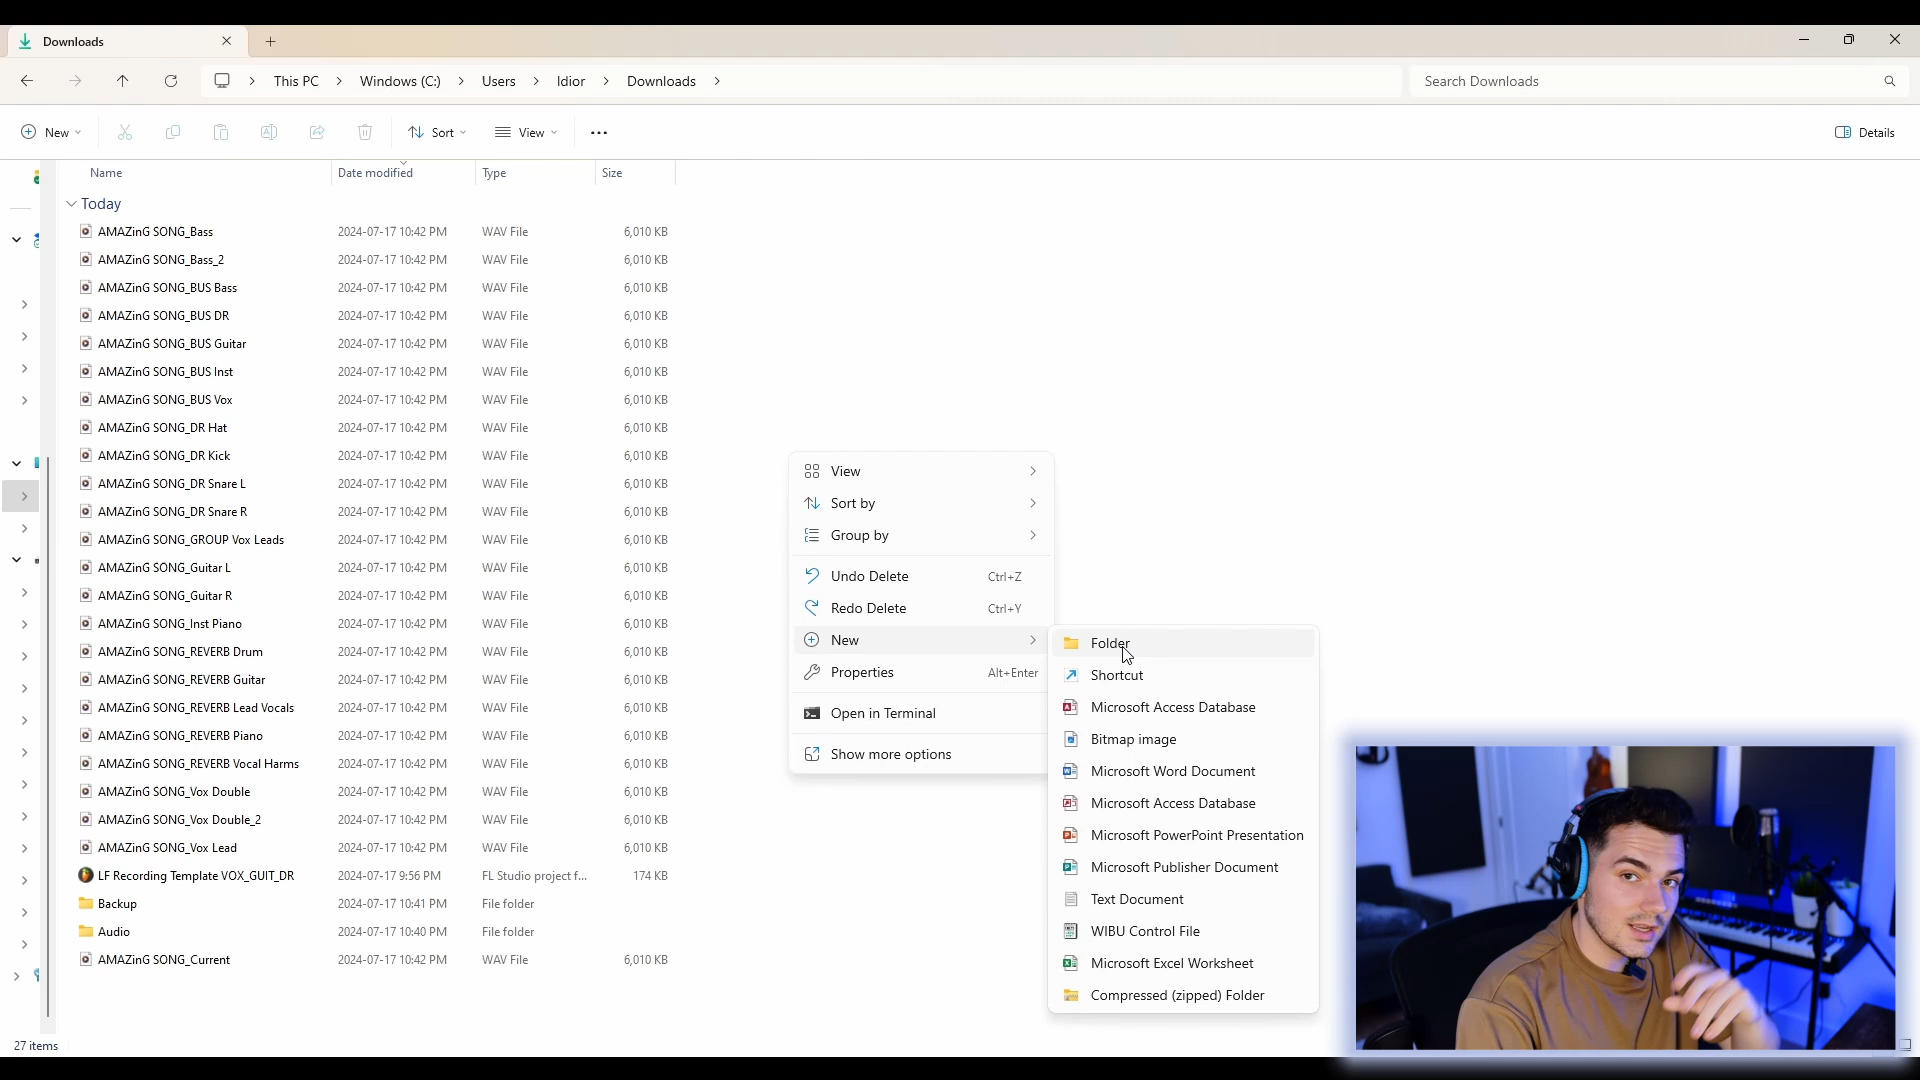 Downloads
This PC > Windows (C:) > Users > Idior > Downloads >
Search Downloads
New
Sort
View
Details
Name Date modified Type Size
Today
AMAZinG SONG_Bass 2024-07-17 10:42 PM WAV File 6,010 KB
AMAZinG SONG_Bass_2 2024-07-17 10:42 PM WAV File 6,010 KB
AMAZinG SONG_BUS Bass 2024-07-17 10:42 PM WAV File 6,010 KB
AMAZinG SONG_BUS DR 2024-07-17 10:42 PM WAV File 6,010 KB
AMAZinG SONG_BUS Guitar 2024-07-17 10:42 PM WAV File 6,010 KB
AMAZinG SONG_BUS Inst 2024-07-17 10:42 PM WAV File 6,010 KB
AMAZinG SONG_BUS Vox 2024-07-17 10:42 PM WAV File 6,010 KB
AMAZinG SONG_DR Hat 2024-07-17 10:42 PM WAV File 6,010 KB
AMAZinG SONG_DR Kick 2024-07-17 10:42 PM WAV File 6,010 KB
AMAZinG SONG_DR Snare L 2024-07-17 10:42 PM WAV File 6,010 KB
AMAZinG SONG_DR Snare R 2024-07-17 10:42 PM WAV File 6,010 KB
AMAZinG SONG_GROUP Vox Leads 2024-07-17 10:42 PM WAV File 6,010 KB
AMAZinG SONG_Guitar L 2024-07-17 10:42 PM WAV File 6,010 KB
AMAZinG SONG_Guitar R 2024-07-17 10:42 PM WAV File 6,010 KB
AMAZinG SONG_Inst Piano 2024-07-17 10:42 PM WAV File 6,010 KB
AMAZinG SONG_REVERB Drum 2024-07-17 10:42 PM WAV File 6,010 KB
AMAZinG SONG_REVERB Guitar 2024-07-17 10:42 PM WAV File 6,010 KB
AMAZinG SONG_REVERB Lead Vocals 2024-07-17 10:42 PM WAV File 6,010 KB
AMAZinG SONG_REVERB Piano 2024-07-17 10:42 PM WAV File 6,010 KB
AMAZinG SONG_REVERB Vocal Harms 2024-07-17 10:42 PM WAV File 6,010 KB
AMAZinG SONG_Vox Double 2024-07-17 10:42 PM WAV File 6,010 KB
AMAZinG SONG_Vox Double_2 2024-07-17 10:42 PM WAV File 6,010 KB
AMAZinG SONG_Vox Lead 2024-07-17 10:42 PM WAV File 6,010 KB
LF Recording Template VOX_GUIT_DR 2024-07-17 9:56 PM FL Studio project f... 174 KB
Backup 2024-07-17 10:41 PM File folder
Audio 2024-07-17 10:40 PM File folder
AMAZinG SONG_Current 2024-07-17 10:42 PM WAV File 6,010 KB
27 items
View
Sort by
Group by
Undo Delete Ctrl+Z
Redo Delete Ctrl+Y
New
Properties Alt+Enter
Open in Terminal
Show more options
Folder
Shortcut
Microsoft Access Database
Bitmap image
Microsoft Word Document
Microsoft Access Database
Microsoft PowerPoint Presentation
Microsoft Publisher Document
Text Document
WIBU Control File
Microsoft Excel Worksheet
Compressed (zipped) Folder